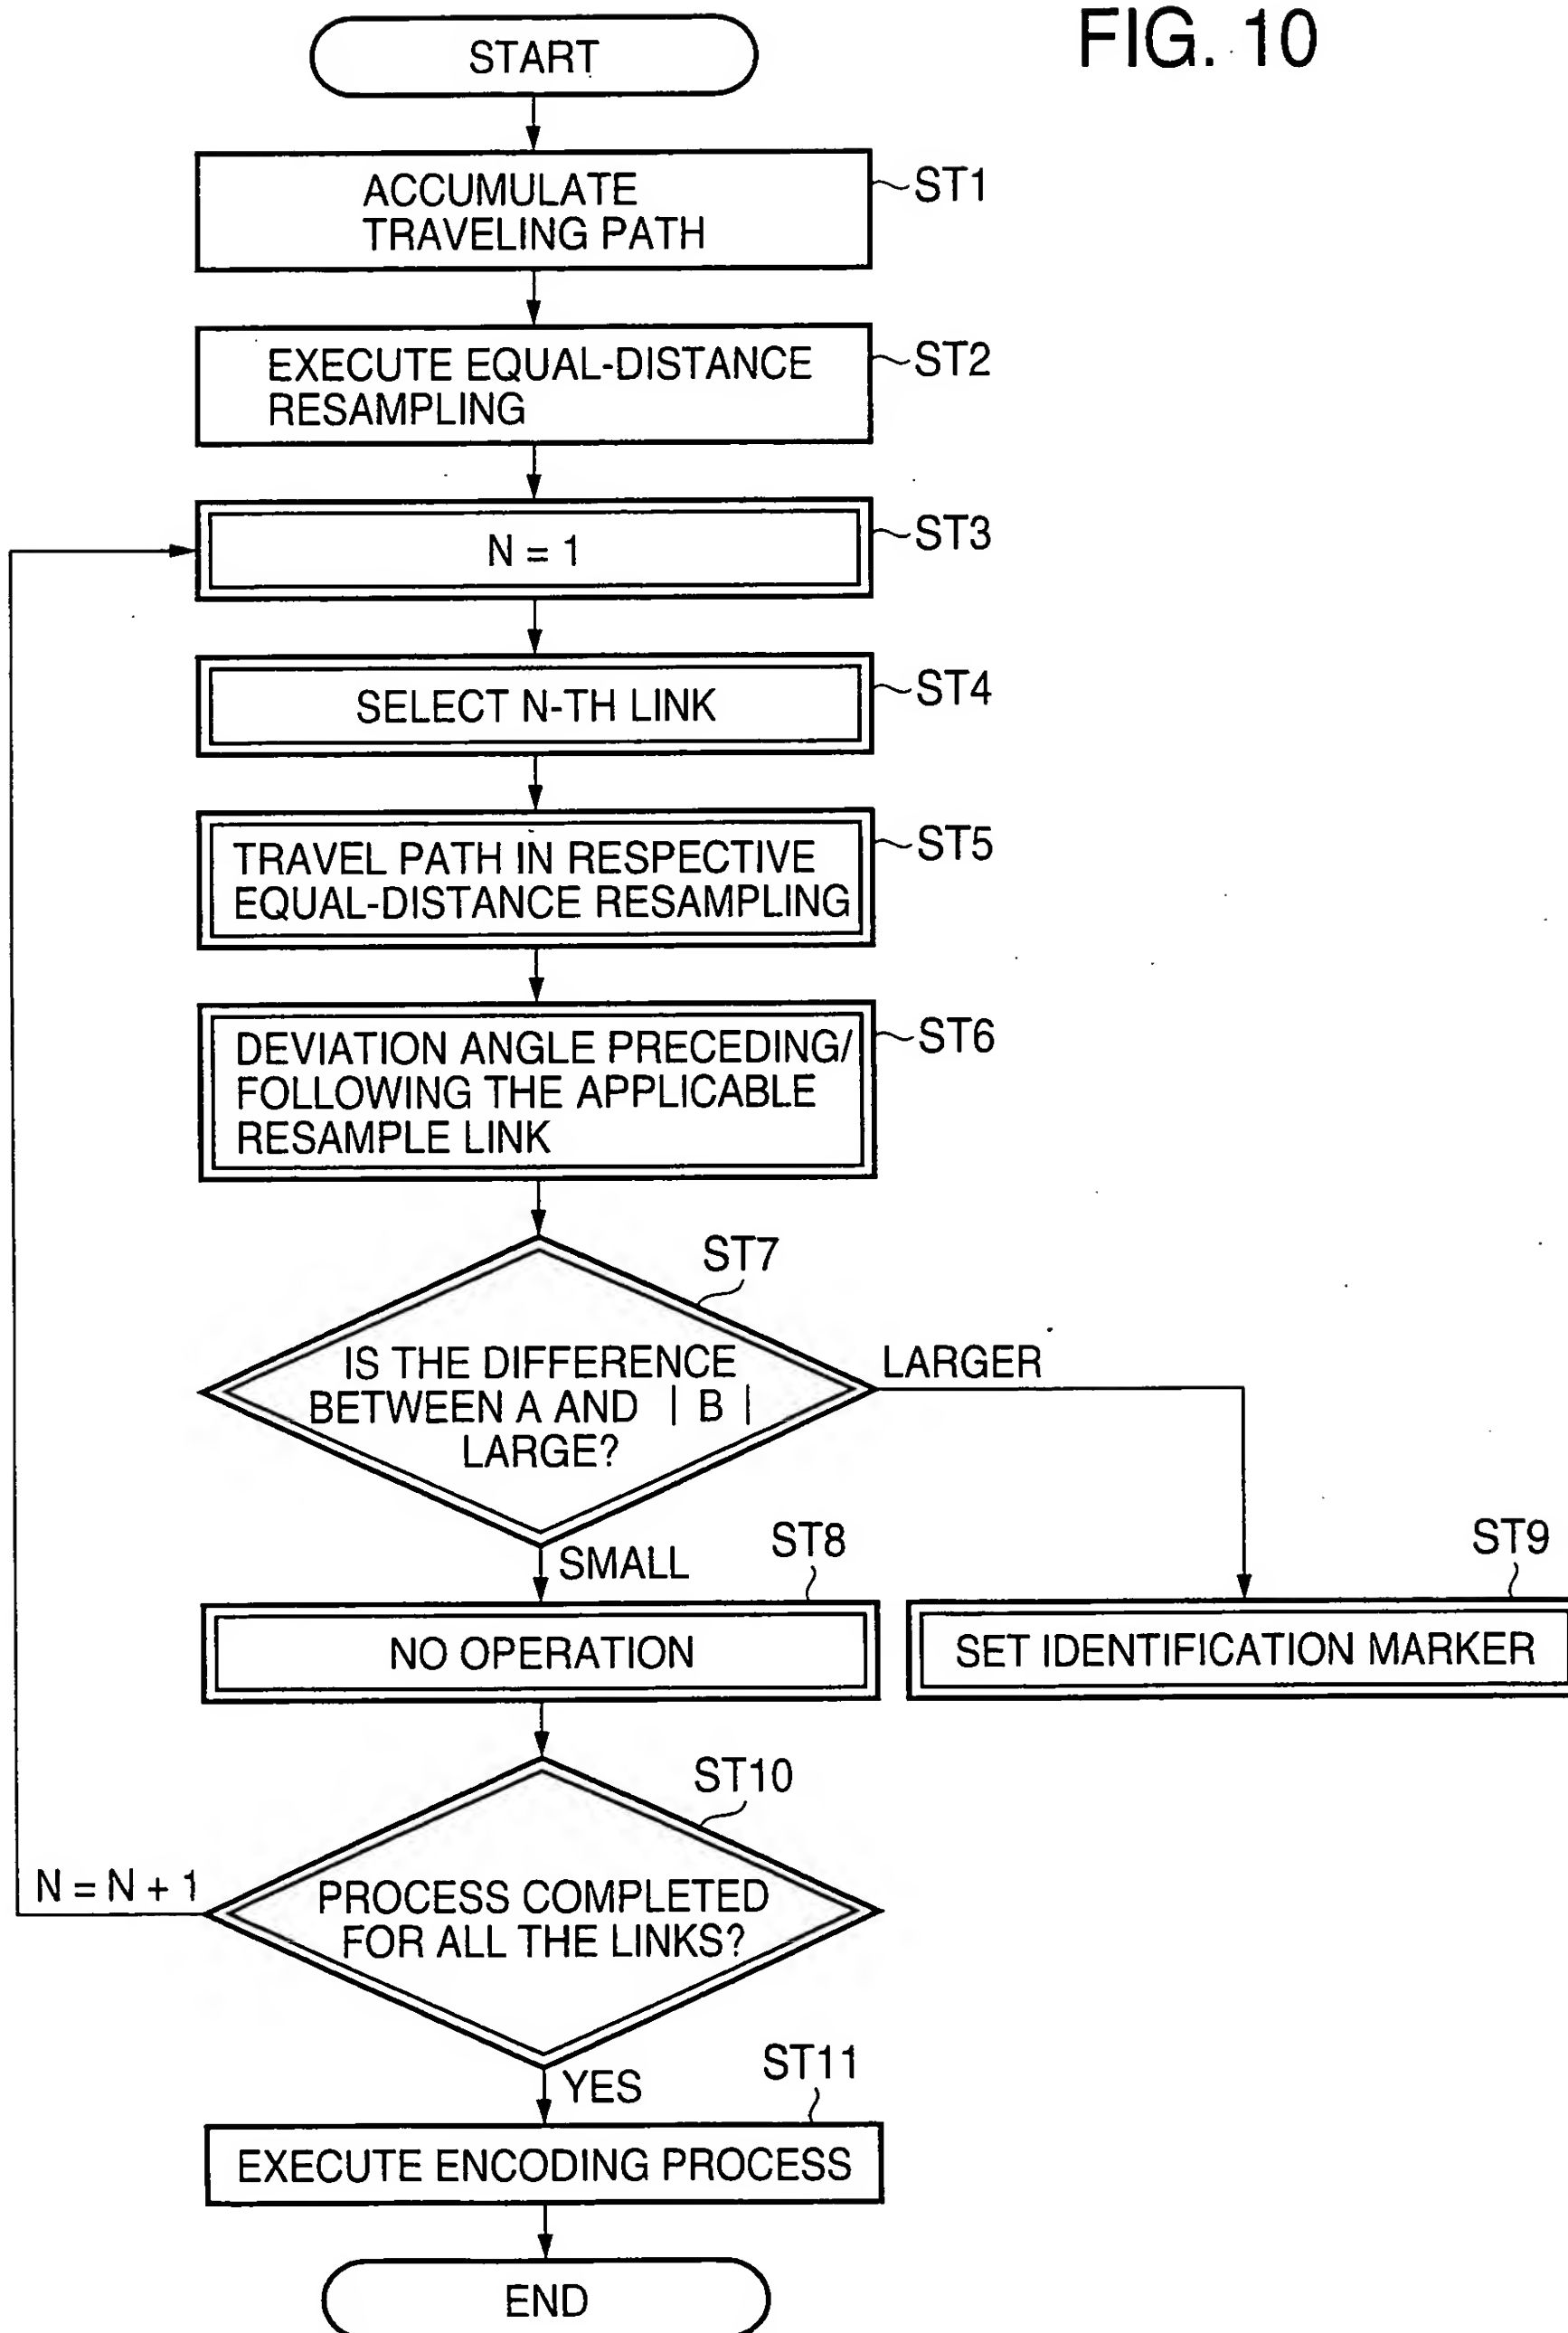 FIG. 10
START
ACCUMULATE
TRAVELING PATH
ST1
EXECUTE EQUAL-DISTANCE
RESAMPLING
ST2
N = 1
ST3
SELECT N-TH LINK
ST4
TRAVEL PATH IN RESPECTIVE
EQUAL-DISTANCE RESAMPLING
ST5
DEVIATION ANGLE PRECEDING/
FOLLOWING THE APPLICABLE
RESAMPLE LINK
ST6
ST7
IS THE DIFFERENCE
BETWEEN A AND | B |
LARGE?
LARGER
SMALL
ST8
NO OPERATION
ST9
SET IDENTIFICATION MARKER
ST10
PROCESS COMPLETED
FOR ALL THE LINKS?
N = N + 1
YES
ST11
EXECUTE ENCODING PROCESS
END